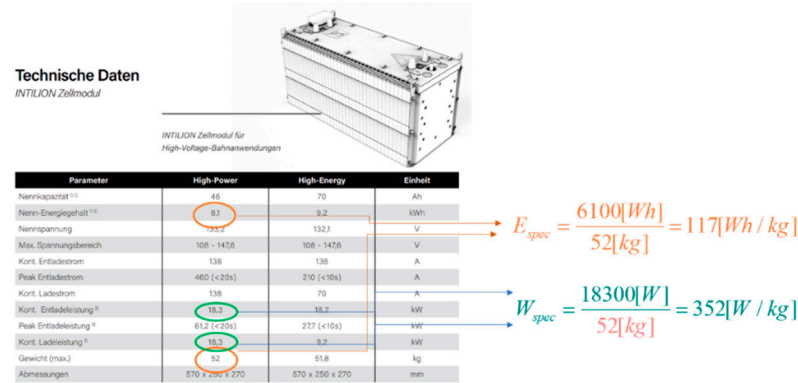 Technische Daten
INTILION Zellmodul
INTILION Zellmodul für
High-Voltage-Bahnanwendungen
Parameter High-Power High-Energy Einheit
Nennkapazität 46 70 Ah
Nenn-Energiegehalt 6,1 9,2 kWh
Nennspannung 133,2 132,1 V
Max. Spannungsbereich 108 - 147,6 108 - 147,6 V
Kont. Entladestrom 138 138 A
Peak Entladestrom 460 (<20s) 210 (<10s) A
Kont. Ladestrom 138 70 A
Kont. Entladeleistung 18,3 18,2 kW
Peak Entladeleistung 61,2 (<20s) 27,7 (<10s) kW
Kont. Ladeleistung 18,3 9,2 kW
Gewicht (max.) 52 51,8 kg
Abmessungen 570 x 250 x 270 570 x 250 x 270 mm
E_spec = 6100[Wh] / 52[kg] = 117[Wh / kg]
W_spec = 18300[W] / 52[kg] = 352[W / kg]